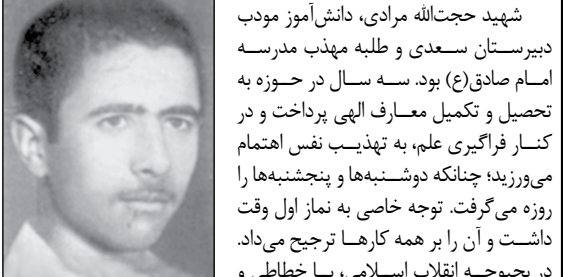 شهید حجت‌الله مرادی، دانش‌آموز مودب
دبیرستان سعدی و طلبه مهذب مدرسه
امام صادق(ع) بود. سه سال در حوزه به
تحصیل و تکمیل معارف الهی پرداخت و در
کنار فراگیری علم، به تهذیب نفس اهتمام
می‌ورزید؛ چنانکه دوشنبه‌ها و پنجشنبه‌ها را
روزه می‌گرفت. توجه خاصی به نماز اول وقت
داشت و آن را بر همه کارها ترجیح می‌داد.
در بحبوحه انقلاب اسلامی، با خطاطی و